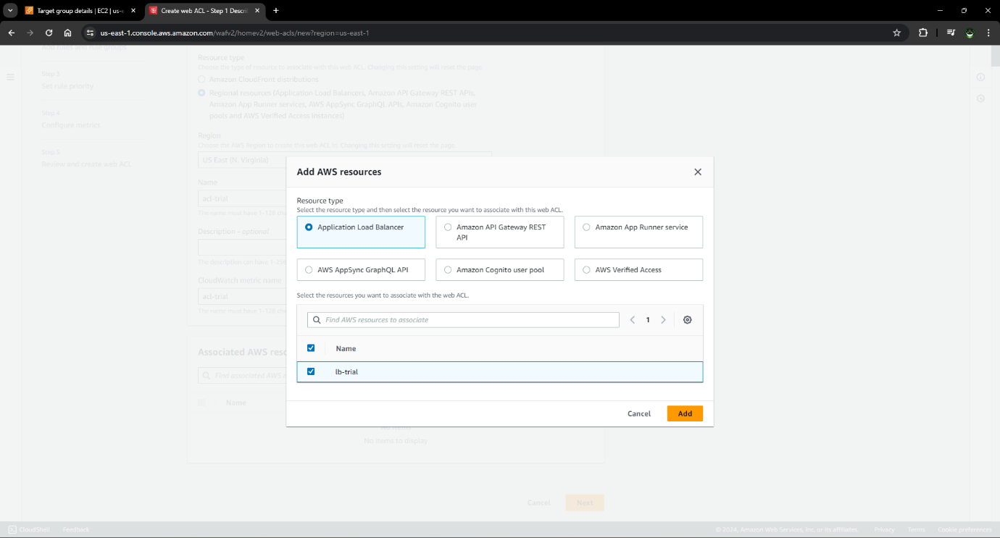 Target group details | EC2 | us-e
Create web ACL - Step 1 Descri
us-east-1.console.aws.amazon.com/wafv2/homev2/web-acls/new?region=us-east-1
Add rules and rule groups
Step 3
Set rule priority
Step 4
Configure metrics
Step 5
Review and create web ACL
Resource type
Choose the type of resource to associate with this web ACL. Changing this setting will reset the page.
Amazon CloudFront distributions
Regional resources (Application Load Balancers, Amazon API Gateway REST APIs,
Amazon App Runner services, AWS AppSync GraphQL APIs, Amazon Cognito user
pools and AWS Verified Access Instances)
Region
Choose the AWS Region to create this web ACL in. Changing this setting will reset the page.
US East (N. Virginia)
Name
acl-trial
The name must have 1-128 cha
Description - optional
The description can have 1-256
CloudWatch metric name
acl-trial
The name must have 1-128 cha
Associated AWS reso
Find associated AWS r
Name
Add AWS resources
Resource type
Select the resource type and then select the resource you want to associate with this web ACL.
Application Load Balancer
Amazon API Gateway REST
API
Amazon App Runner service
AWS AppSync GraphQL API
Amazon Cognito user pool
AWS Verified Access
Select the resources you want to associate with the web ACL.
Find AWS resources to associate
1
Name
lb-trial
Cancel
Add
No items
No items to display
Cancel
Next
CloudShell
Feedback
© 2024, Amazon Web Services, Inc. or its affiliates.
Privacy
Terms
Cookie preferences